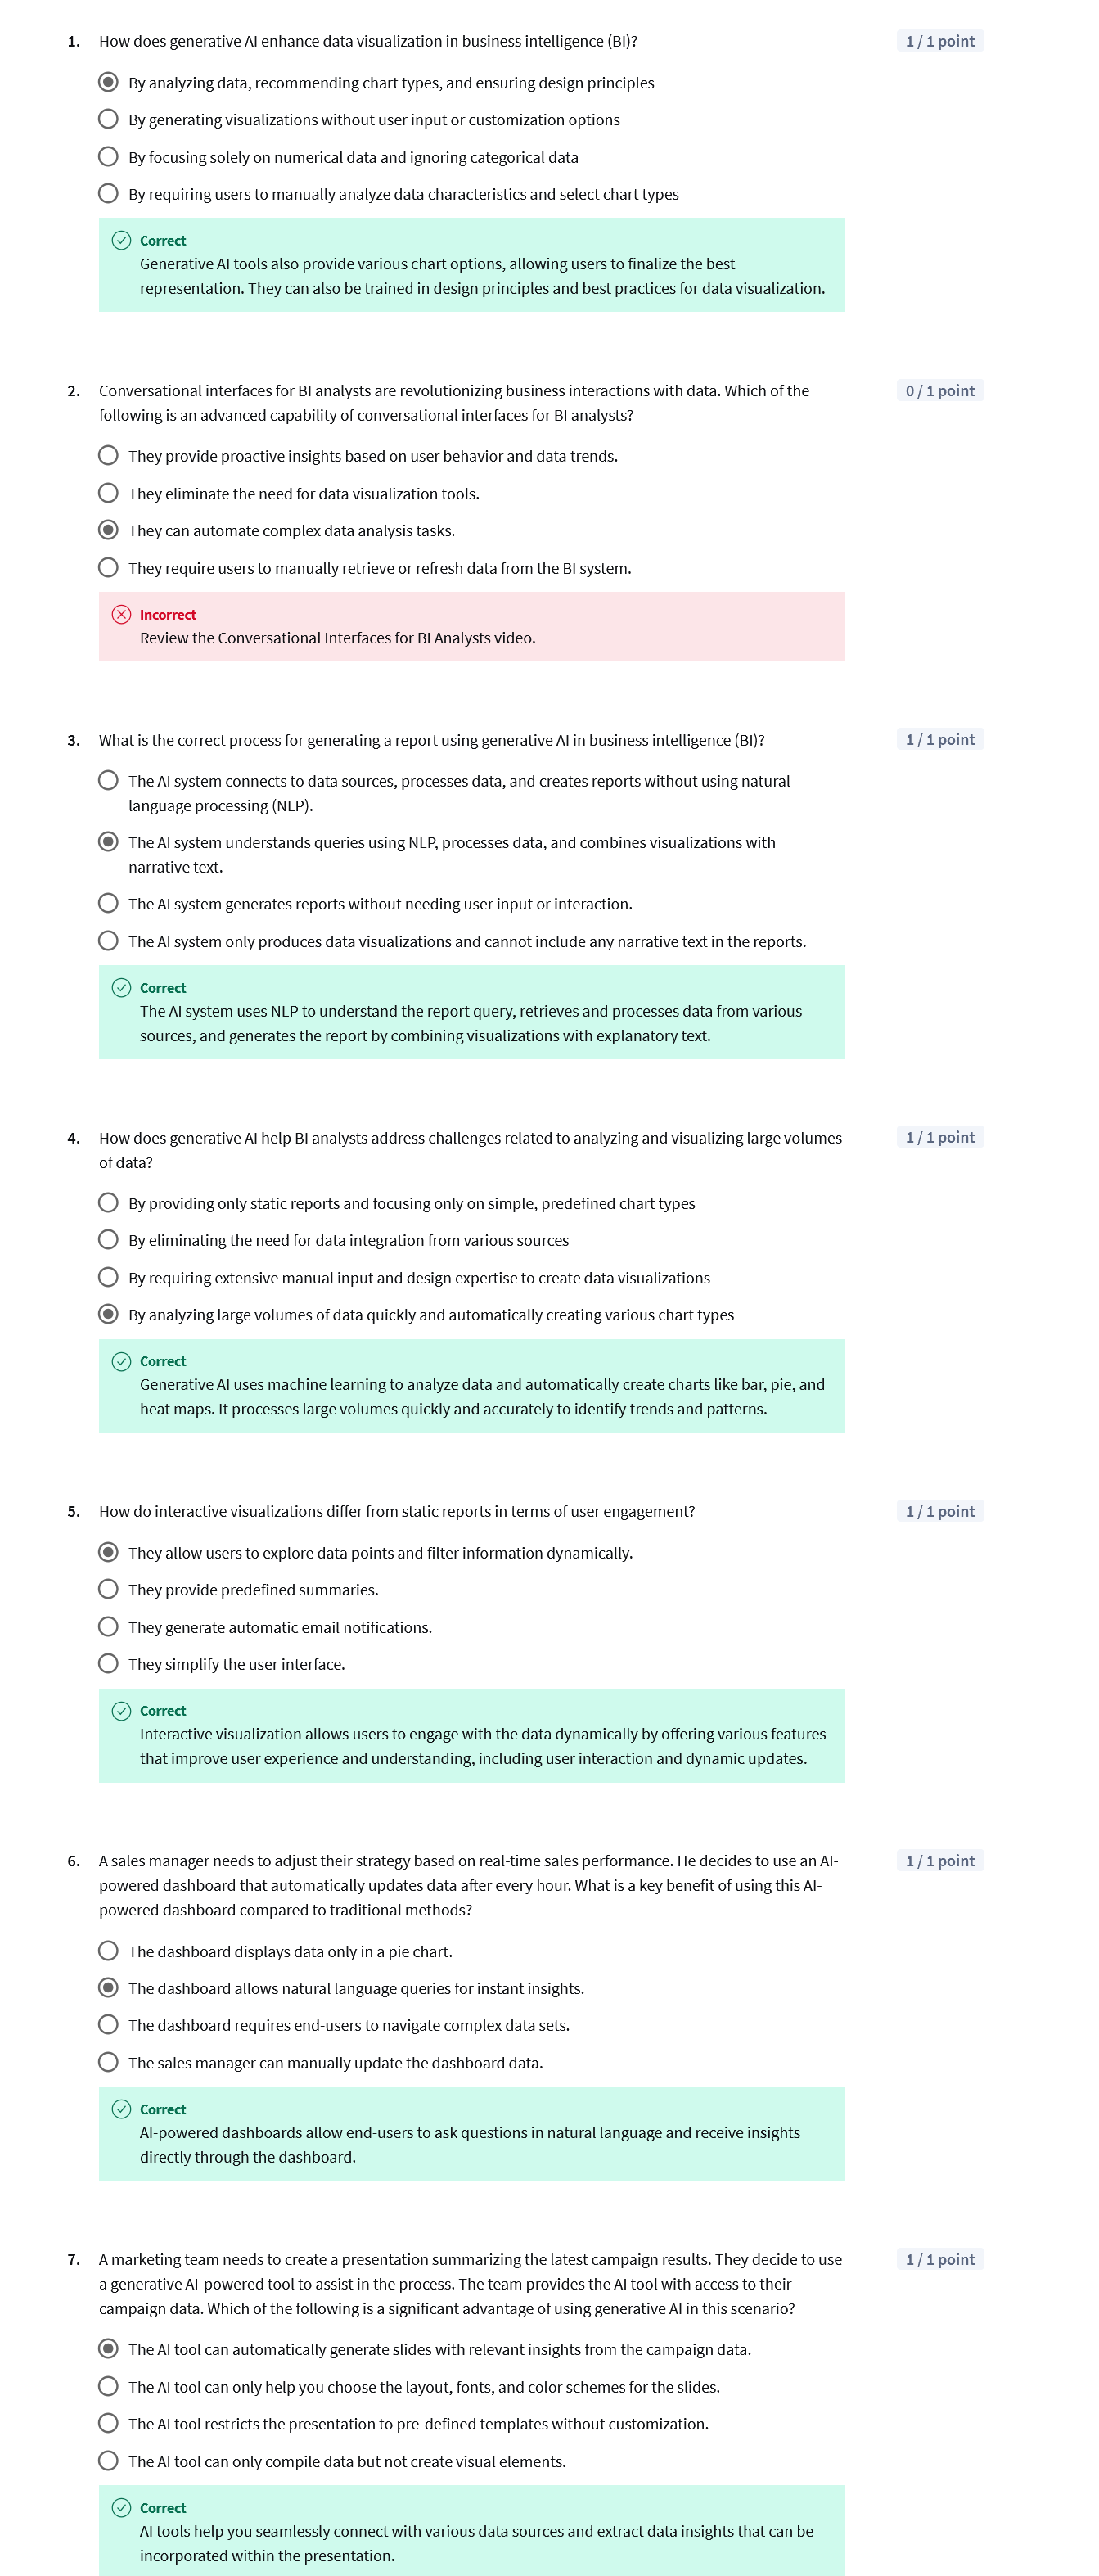 1. How does generative AI enhance data visualization in business intelligence (BI)? 1 / 1 point
By analyzing data, recommending chart types, and ensuring design principles
By generating visualizations without user input or customization options
By focusing solely on numerical data and ignoring categorical data
By requiring users to manually analyze data characteristics and select chart types
Correct
Generative AI tools also provide various chart options, allowing users to finalize the best
representation. They can also be trained in design principles and best practices for data visualization.
2. Conversational interfaces for BI analysts are revolutionizing business interactions with data. Which of the 0 / 1 point
following is an advanced capability of conversational interfaces for BI analysts?
They provide proactive insights based on user behavior and data trends.
They eliminate the need for data visualization tools.
They can automate complex data analysis tasks.
They require users to manually retrieve or refresh data from the BI system.
Incorrect
Review the Conversational Interfaces for BI Analysts video.
3. What is the correct process for generating a report using generative AI in business intelligence (BI)? 1 / 1 point
The AI system connects to data sources, processes data, and creates reports without using natural
language processing (NLP).
The AI system understands queries using NLP, processes data, and combines visualizations with
narrative text.
The AI system generates reports without needing user input or interaction.
The AI system only produces data visualizations and cannot include any narrative text in the reports.
Correct
The AI system uses NLP to understand the report query, retrieves and processes data from various
sources, and generates the report by combining visualizations with explanatory text.
4. How does generative AI help BI analysts address challenges related to analyzing and visualizing large volumes 1 / 1 point
of data?
By providing only static reports and focusing only on simple, predefined chart types
By eliminating the need for data integration from various sources
By requiring extensive manual input and design expertise to create data visualizations
By analyzing large volumes of data quickly and automatically creating various chart types
Correct
Generative AI uses machine learning to analyze data and automatically create charts like bar, pie, and
heat maps. It processes large volumes quickly and accurately to identify trends and patterns.
5. How do interactive visualizations differ from static reports in terms of user engagement? 1 / 1 point
They allow users to explore data points and filter information dynamically.
They provide predefined summaries.
They generate automatic email notifications.
They simplify the user interface.
Correct
Interactive visualization allows users to engage with the data dynamically by offering various features
that improve user experience and understanding, including user interaction and dynamic updates.
6. A sales manager needs to adjust their strategy based on real-time sales performance. He decides to use an AI- 1 / 1 point
powered dashboard that automatically updates data after every hour. What is a key benefit of using this AI-
powered dashboard compared to traditional methods?
The dashboard displays data only in a pie chart.
The dashboard allows natural language queries for instant insights.
The dashboard requires end-users to navigate complex data sets.
The sales manager can manually update the dashboard data.
Correct
AI-powered dashboards allow end-users to ask questions in natural language and receive insights
directly through the dashboard.
7. A marketing team needs to create a presentation summarizing the latest campaign results. They decide to use 1 / 1 point
a generative AI-powered tool to assist in the process. The team provides the AI tool with access to their
campaign data. Which of the following is a significant advantage of using generative AI in this scenario?
The AI tool can automatically generate slides with relevant insights from the campaign data.
The AI tool can only help you choose the layout, fonts, and color schemes for the slides.
The AI tool restricts the presentation to pre-defined templates without customization.
The AI tool can only compile data but not create visual elements.
Correct
AI tools help you seamlessly connect with various data sources and extract data insights that can be
incorporated within the presentation.